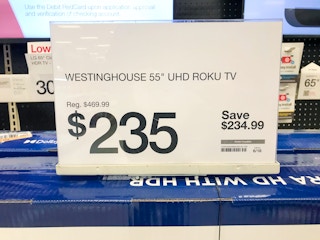 WESTINGHOUSE 55" UHD ROKU TV
Reg. $469.99
$235
Save
$234.99
Low
30
65"
RA HD WITH HDR